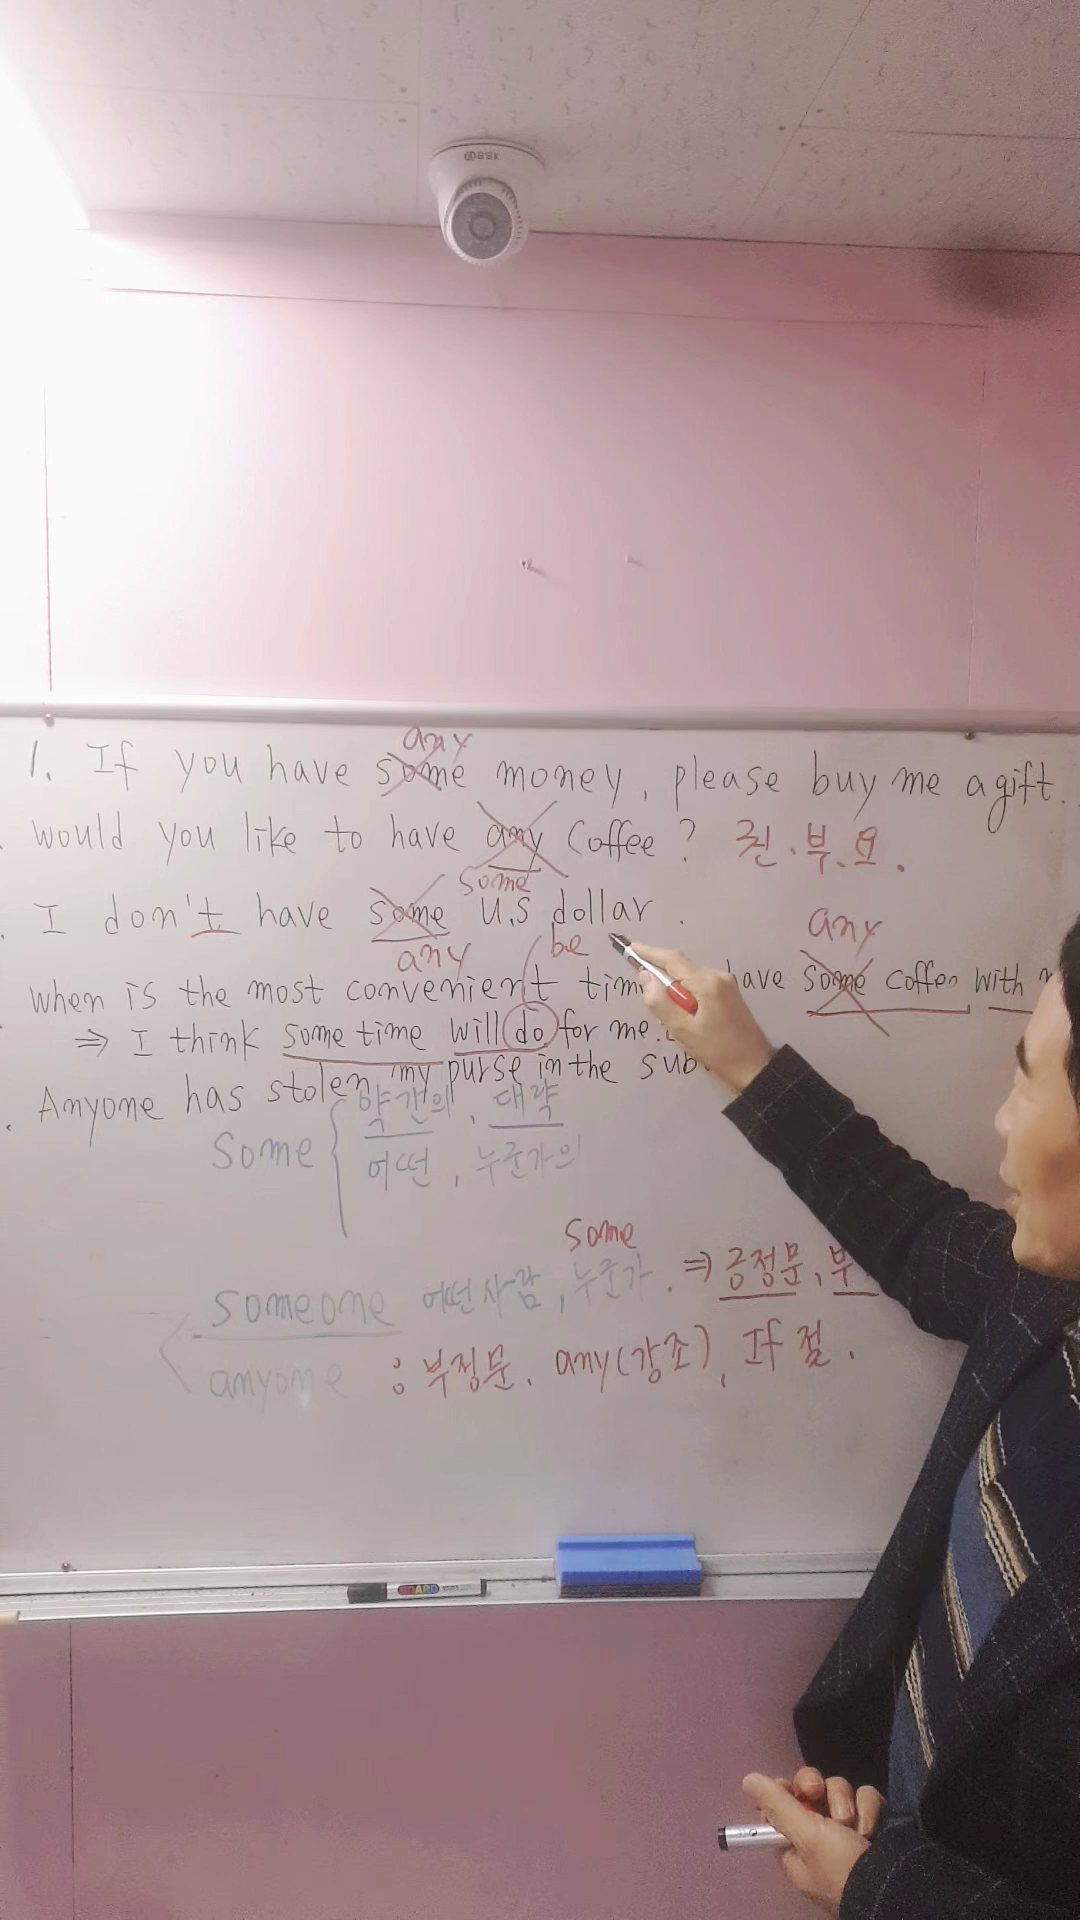 any
1. If you have some money, please buy me a gift.
would you like to have any coffee? 권.부.요.
some
I don't have some U.S dollar.
any
be
any
when is the most convenient tim have some coffee with
⇒ I think some time will do for me.
Anyone has stolen my purse in the sub
some { 약간의, 대략
어떤, 누군가의
some
someone 어떤 사람, 누군가. ⇒ 긍정문, 부
anyone : 부정문, any(강조), If 절.
BOARD